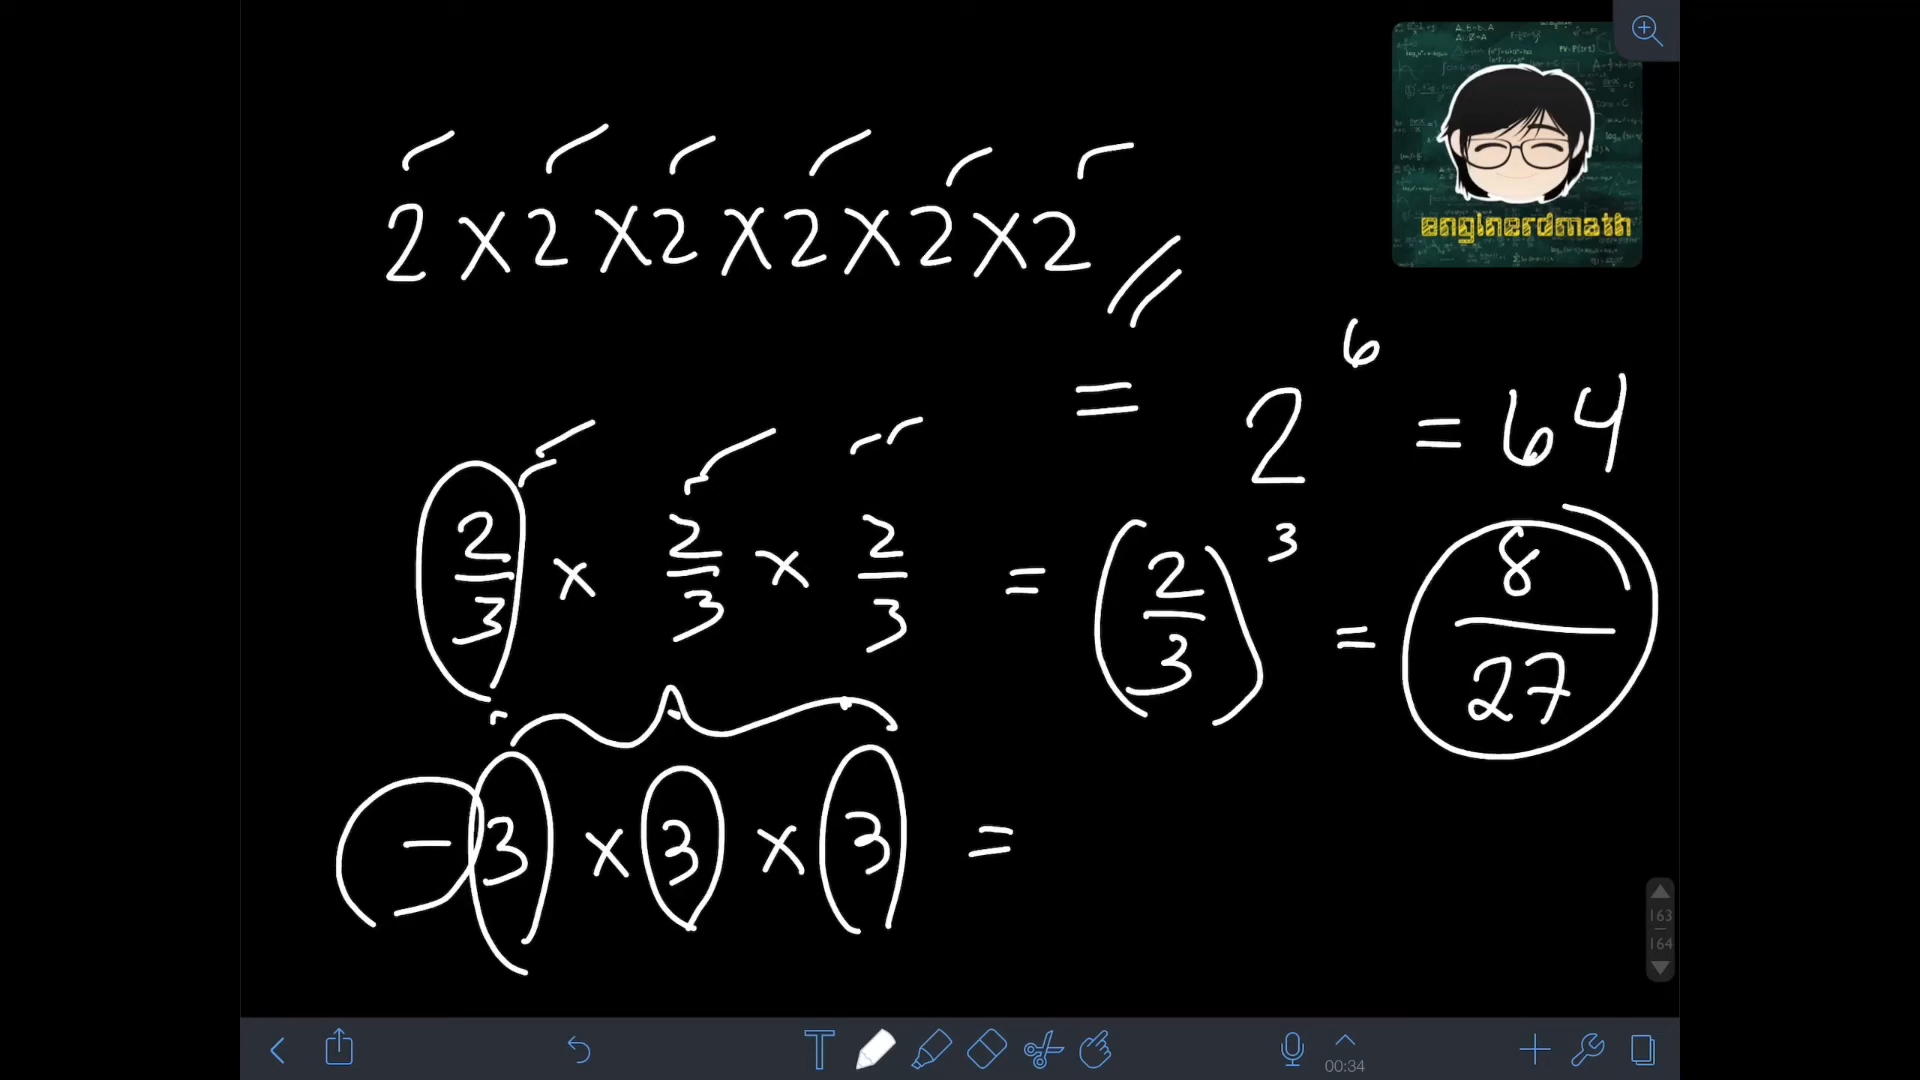 2 × 2 × 2 × 2 × 2 × 2
enginerdmath
= 2^6 = 64
2/3 × 2/3 × 2/3 = (2/3)^3 = 8/27
-3 × 3 × 3 =
163
164
T
00:34